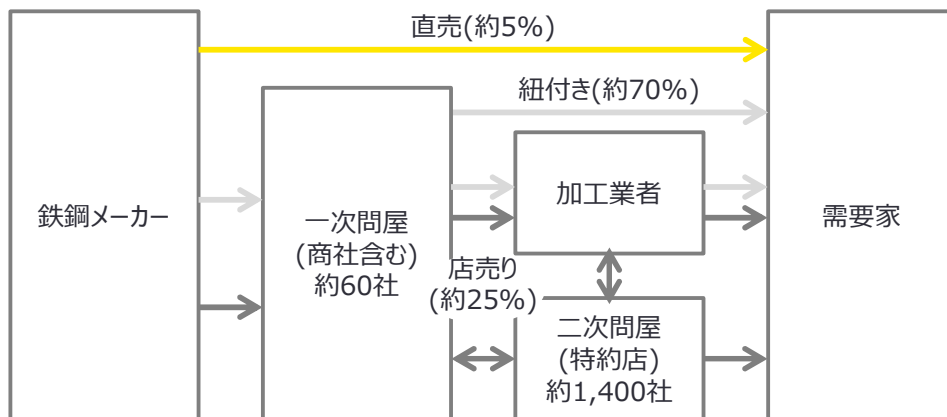 直売(約5%)
紐付き(約70%)
鉄鋼メーカー
一次問屋
(商社含む)
約60社
加工業者
店売り
(約25%)
二次問屋
(特約店)
約1,400社
需要家